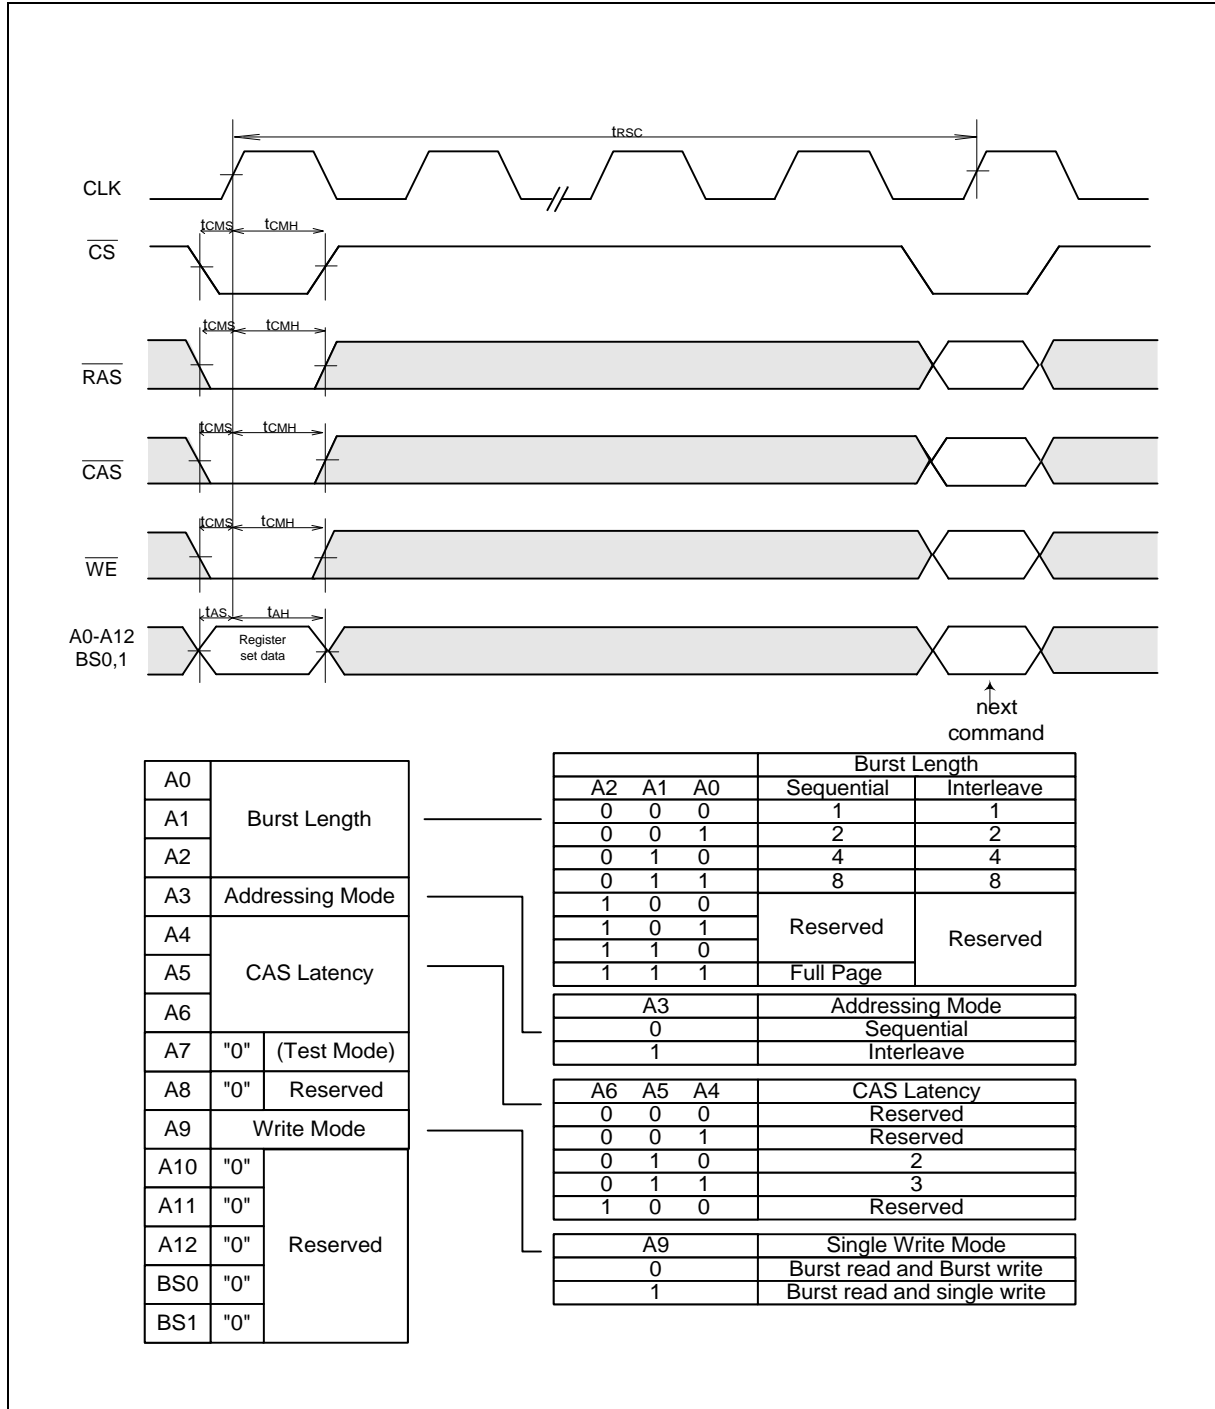 tRSC
CLK
tCMS tCMH
CS
tCMS tCMH
RAS
tCMS tCMH
CAS
tCMS tCMH
WE
tAS tAH
A0-A12
BS0,1
Register
set data
next
command
A0
A1 Burst Length
A2
A3 Addressing Mode
A4
A5 CAS Latency
A6
A7 "0" (Test Mode)
A8 "0" Reserved
A9 Write Mode
A10 "0"
A11 "0"
A12 "0" Reserved
BS0 "0"
BS1 "0"
Burst Length
A2 A1 A0 Sequential Interleave
0 0 0 1 1
0 0 1 2 2
0 1 0 4 4
0 1 1 8 8
1 0 0
1 0 1 Reserved Reserved
1 1 0
1 1 1 Full Page
A3 Addressing Mode
0 Sequential
1 Interleave
A6 A5 A4 CAS Latency
0 0 0 Reserved
0 0 1 Reserved
0 1 0 2
0 1 1 3
1 0 0 Reserved
A9 Single Write Mode
0 Burst read and Burst write
1 Burst read and single write